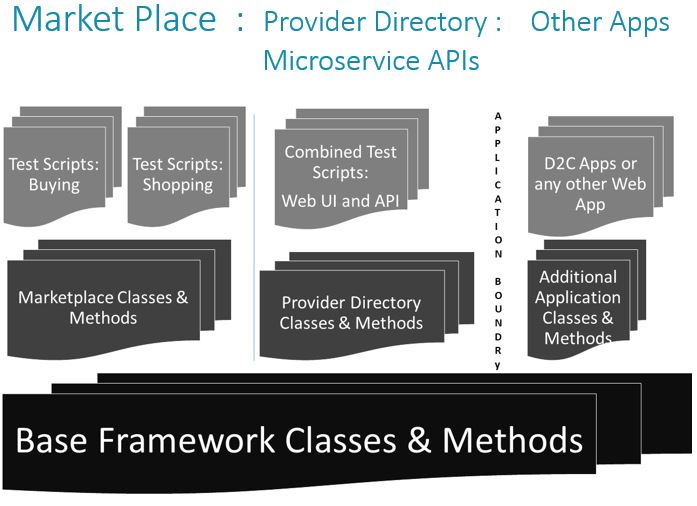 Market Place : Provider Directory : Other Apps
Microservice APIs
Test Scripts:
Buying
Test Scripts:
Shopping
Combined Test
Scripts:
Web UI and API
APPLICATION BOUNDRy
D2C Apps or
any other Web
App
Marketplace Classes &
Methods
Provider Directory
Classes & Methods
Additional
Application
Classes &
Methods
Base Framework Classes & Methods